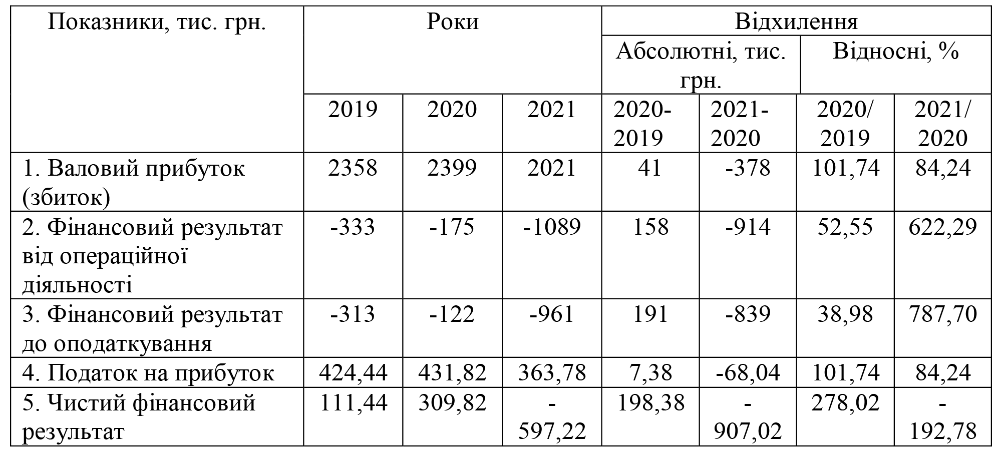 Показники, тис. грн. Роки Відхилення
Абсолютні, тис. Відносні, %
грн.
2019 2020 2021 2020- 2021- 2020/ 2021/
2019 2020 2019 2020
1. Валовий прибуток 2358 2399 2021 41 -378 101,74 84,24
(збиток)
2. Фінансовий результат -333 -175 -1089 158 -914 52,55 622,29
від операційної
діяльності
3. Фінансовий результат -313 -122 -961 191 -839 38,98 787,70
до оподаткування
4. Податок на прибуток 424,44 431,82 363,78 7,38 -68,04 101,74 84,24
5. Чистий фінансовий 111,44 309,82 - 198,38 - 278,02 -
результат 597,22 907,02 192,78